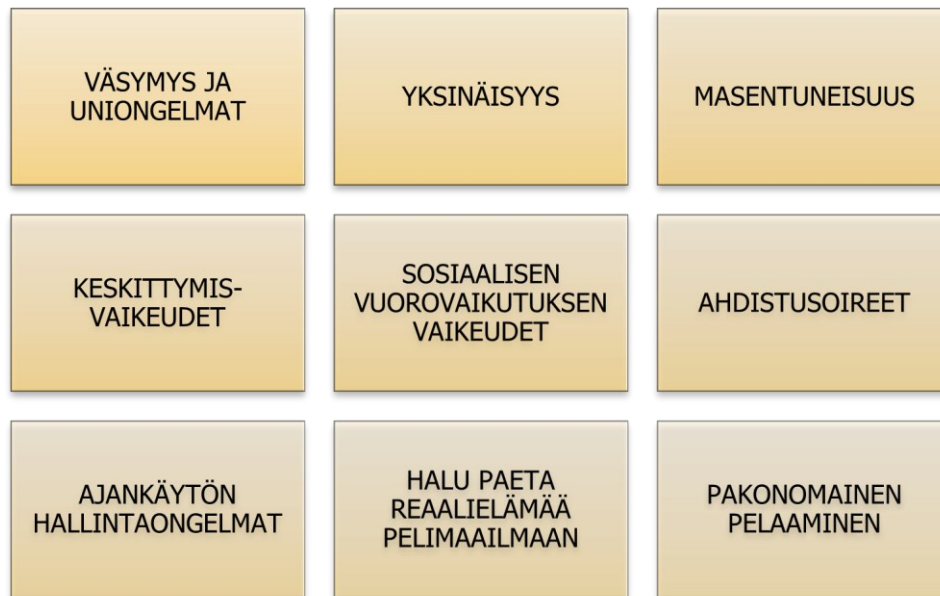 VÄSYMYS JA
UNIONGELMAT
YKSINÄISYYS
MASENTUNEISUUS
KESKITTYMIS-
VAIKEUDET
SOSIAALISEN
VUOROVAIKUTUKSEN
VAIKEUDET
AHDISTUSOIREET
AJANKÄYTÖN
HALLINTAONGELMAT
HALU PAETA
REAALIELÄMÄÄ
PELIMAAILMAAN
PAKONOMAINEN
PELAAMINEN